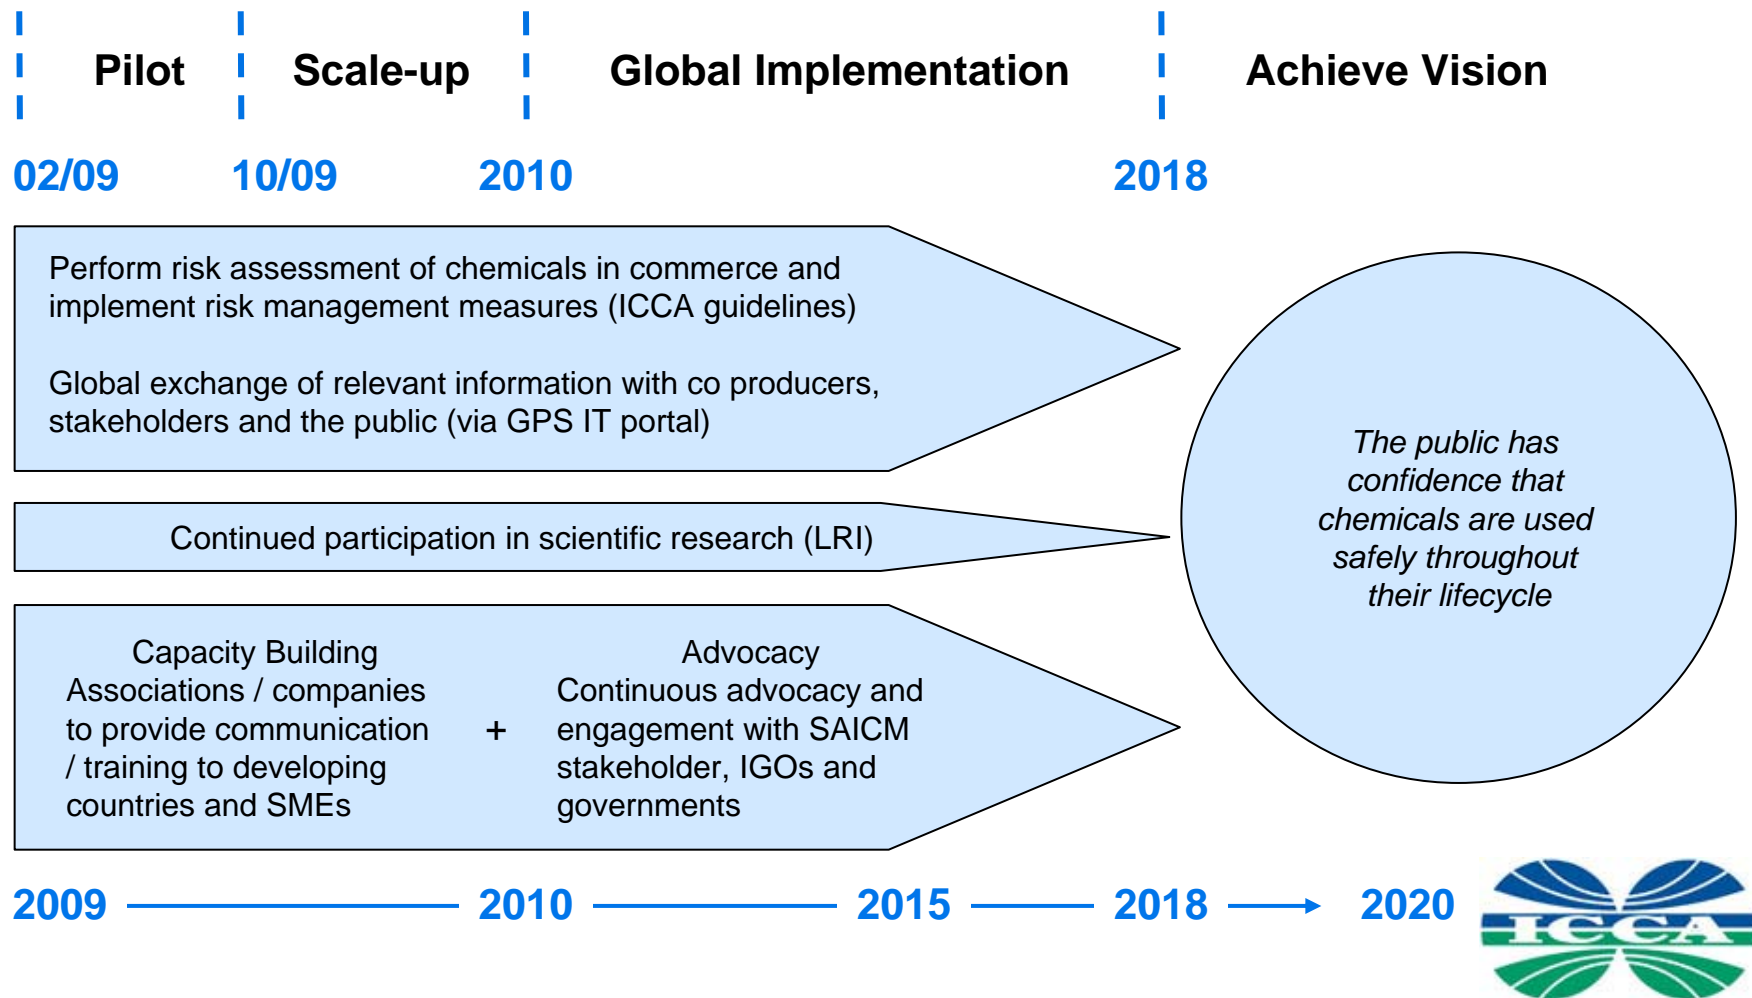 Pilot
Scale-up
Global Implementation
Achieve Vision
02/09
10/09
2010
2018
Perform risk assessment of chemicals in commerce and
implement risk management measures (ICCA guidelines)
Global exchange of relevant information with co producers,
stakeholders and the public (via GPS IT portal)
Continued participation in scientific research (LRI)
Capacity Building
Associations / companies
to provide communication
/ training to developing
countries and SMEs
+
Advocacy
Continuous advocacy and
engagement with SAICM
stakeholder, IGOs and
governments
The public has
confidence that
chemicals are used
safely throughout
their lifecycle
2009
2010
2015
2018
2020
ICCA